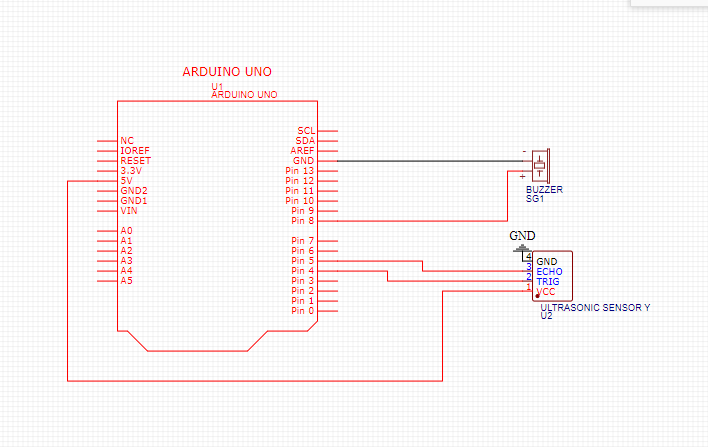 ARDUINO UNO
U1
ARDUINO UNO
SCL
SDA
AREF
GND
Pin 13
Pin 12
Pin 11
Pin 10
Pin 9
Pin 8
Pin 7
Pin 6
Pin 5
Pin 4
Pin 3
Pin 2
Pin 1
Pin 0
NC
IOREF
RESET
3.3V
5V
GND2
GND1
VIN
A0
A1
A2
A3
A4
A5
-
+
BUZZER
SG1
GND
4 GND
3 ECHO
2 TRIG
1 VCC
ULTRASONIC SENSOR Y
U2